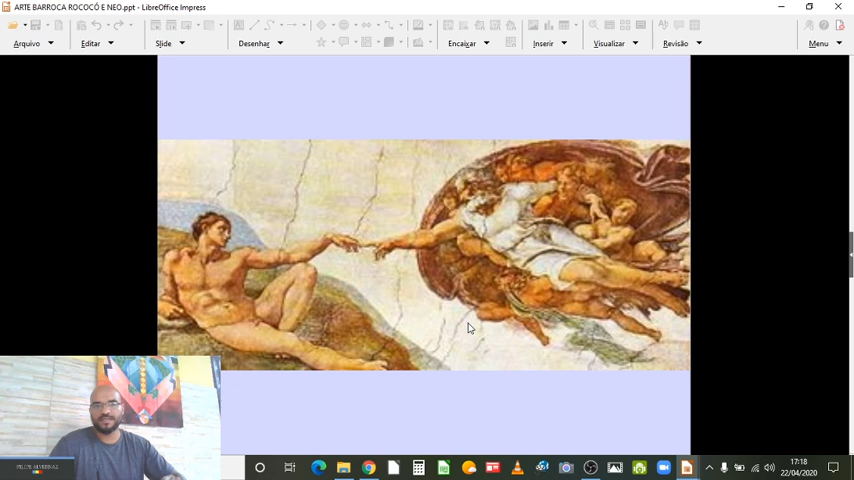 ARTE BARROCA ROCOCÓ E NEO.ppt - LibreOffice Impress
Arquivo Editar Slide Desenhar Encaixar Inserir Visualizar Revisão Menu
17:18
22/04/2020